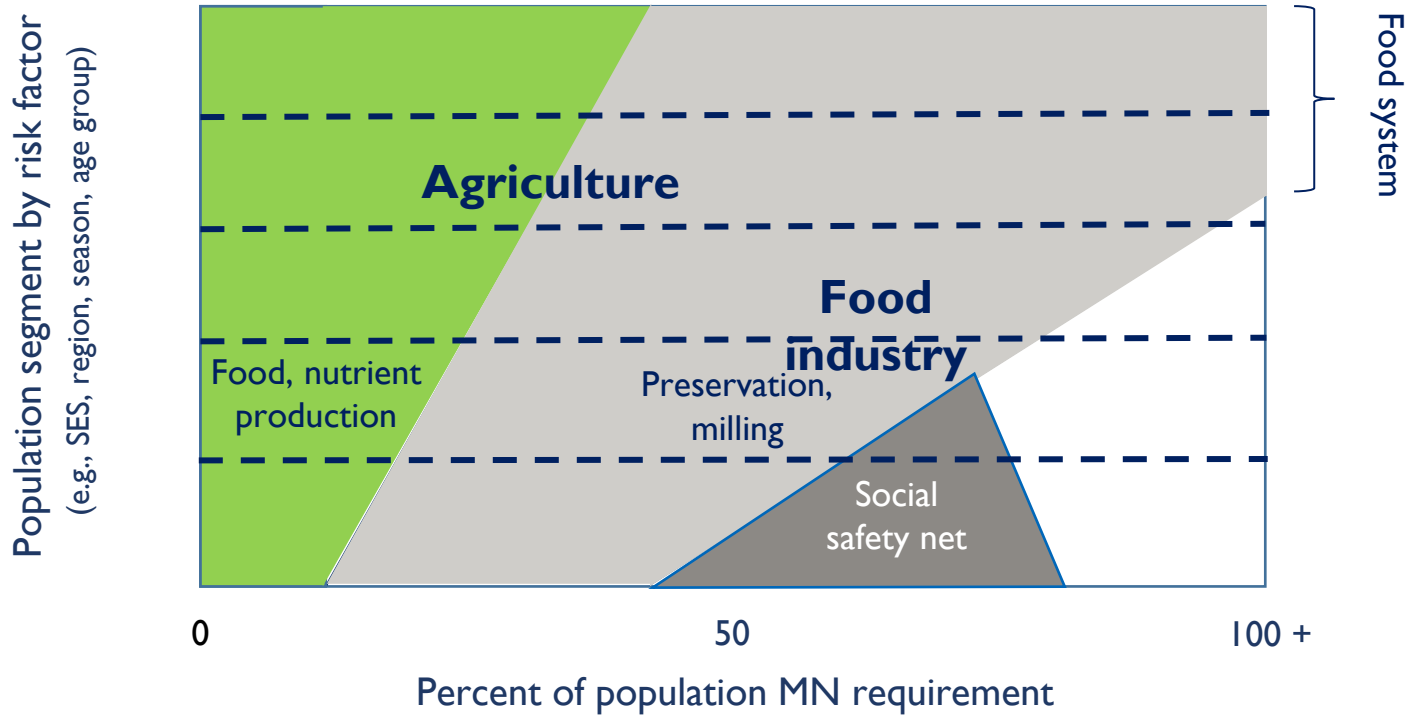 Population segment by risk factor
(e.g., SES, region, season, age group)
Food system
Agriculture
Food
industry
Food, nutrient
production
Preservation,
milling
Social
safety net
0
50
100 +
Percent of population MN requirement